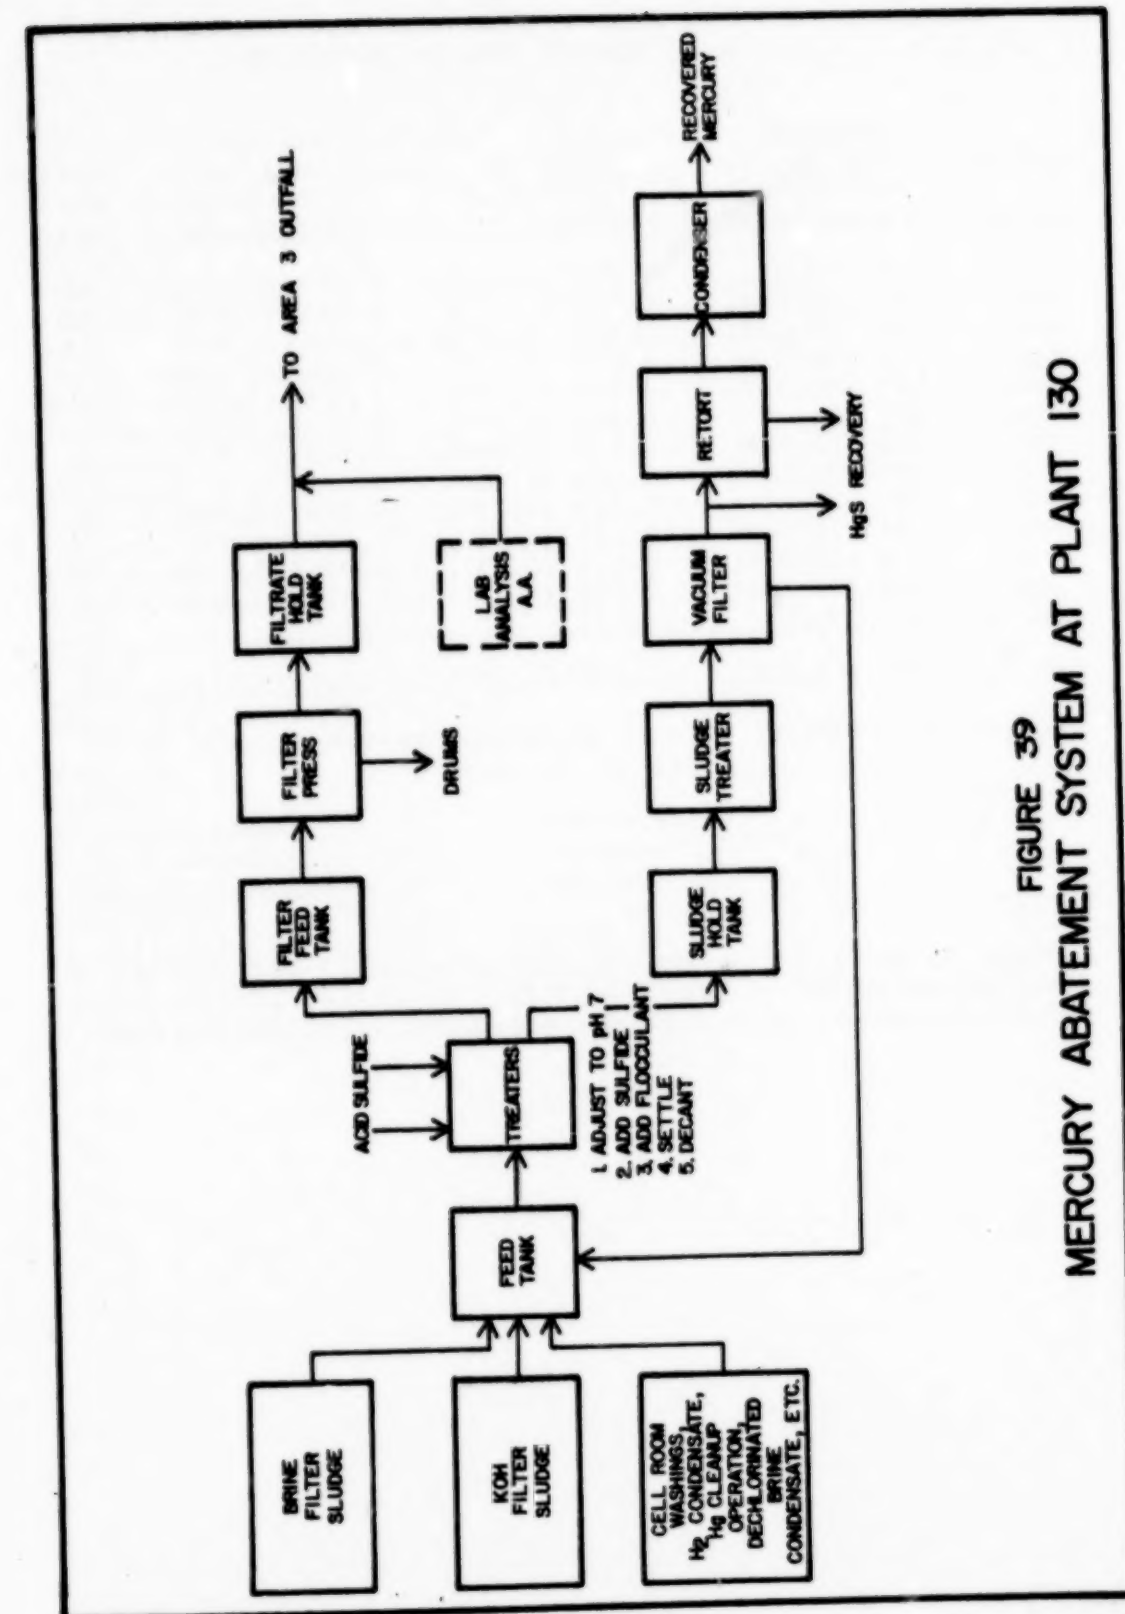 BRINE
FILTER
SLUDGE
KOH
FILTER
SLUDGE
CELL ROOM
WASHINGS,
H2 CONDENSATE,
Hg CLEANUP
OPERATION,
DECHLORINATED
BRINE
CONDENSATE, ETC.
FEED
TANK
ACID SULFIDE
TREATERS
1. ADJUST TO pH 7
2. ADD SULFIDE
3. ADD FLOCCULANT
4. SETTLE
5. DECANT
FILTER
FEED
TANK
FILTER
PRESS
DRUMS
FILTRATE
HOLD
TANK
LAB
ANALYSIS
A.A.
TO AREA 3 OUTFALL
SLUDGE
HOLD
TANK
SLUDGE
TREATER
VACUUM
FILTER
HgS RECOVERY
RETORT
CONDENSER
RECOVERED
MERCURY
FIGURE 39
MERCURY ABATEMENT SYSTEM AT PLANT 130